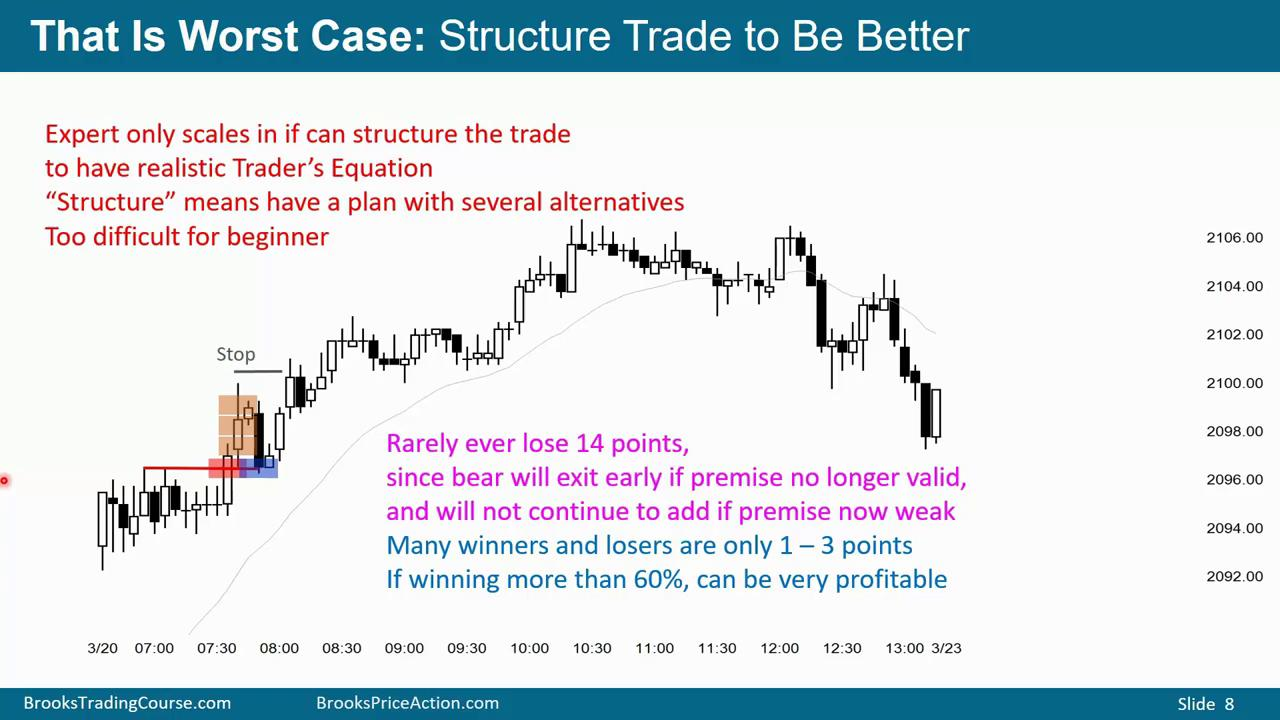 That Is Worst Case: Structure Trade to Be Better
Expert only scales in if can structure the trade
to have realistic Trader’s Equation
“Structure” means have a plan with several alternatives
Too difficult for beginner
Stop
Rarely ever lose 14 points,
since bear will exit early if premise no longer valid,
and will not continue to add if premise now weak
Many winners and losers are only 1 – 3 points
If winning more than 60%, can be very profitable
2106.00
2104.00
2102.00
2100.00
2098.00
2096.00
2094.00
2092.00
3/20 07:00 07:30 08:00 08:30 09:00 09:30 10:00 10:30 11:00 11:30 12:00 12:30 13:00 3/23
BrooksTradingCourse.com BrooksPriceAction.com Slide 8